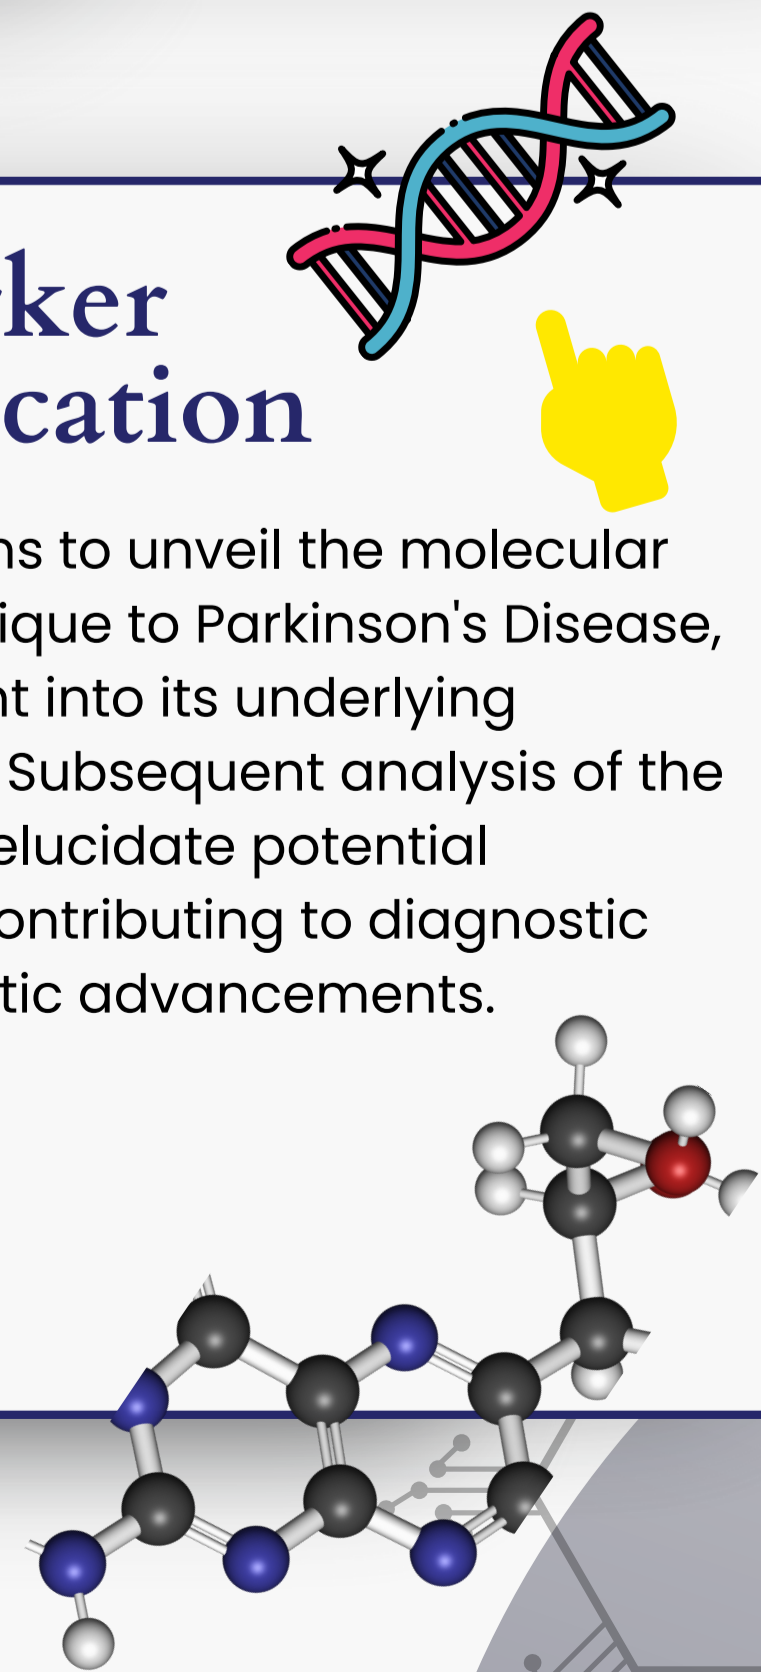 rker
cation
ns to unveil the molecular
ique to Parkinson's Disease,
nt into its underlying
Subsequent analysis of the
elucidate potential
ontributing to diagnostic
tic advancements.